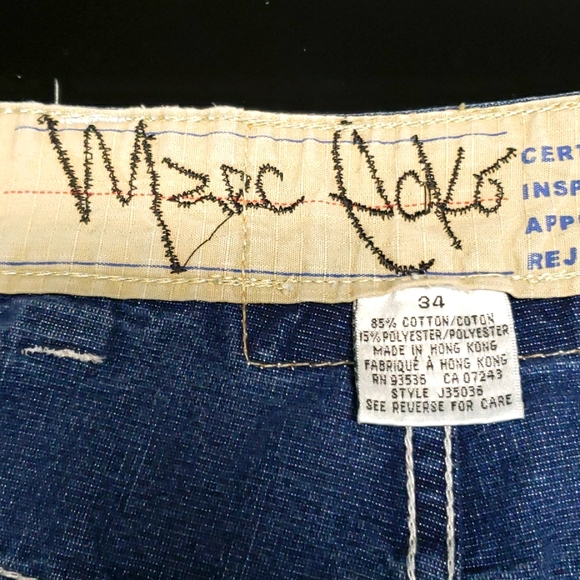 Marc Ecko
CERT
INSP
APP
REJ
34
85% COTTON/COTON
15% POLYESTER/POLYESTER
MADE IN HONG KONG
FABRIQUÉ À HONG KONG
RN 93535 CA 07243
STYLE J35036
SEE REVERSE FOR CARE